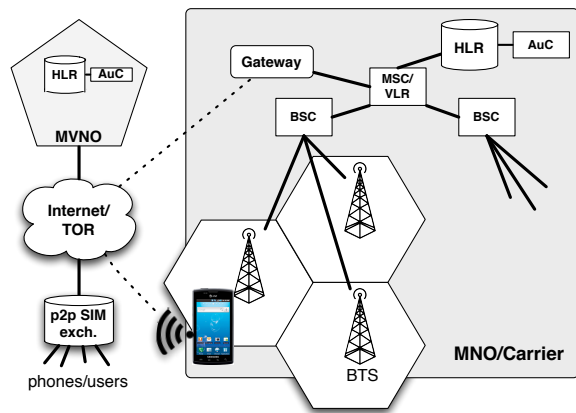 HLR
AuC
MVNO
Internet/
TOR
p2p SIM
exch.
phones/users
Gateway
MSC/
VLR
HLR
AuC
BSC
BSC
BTS
MNO/Carrier